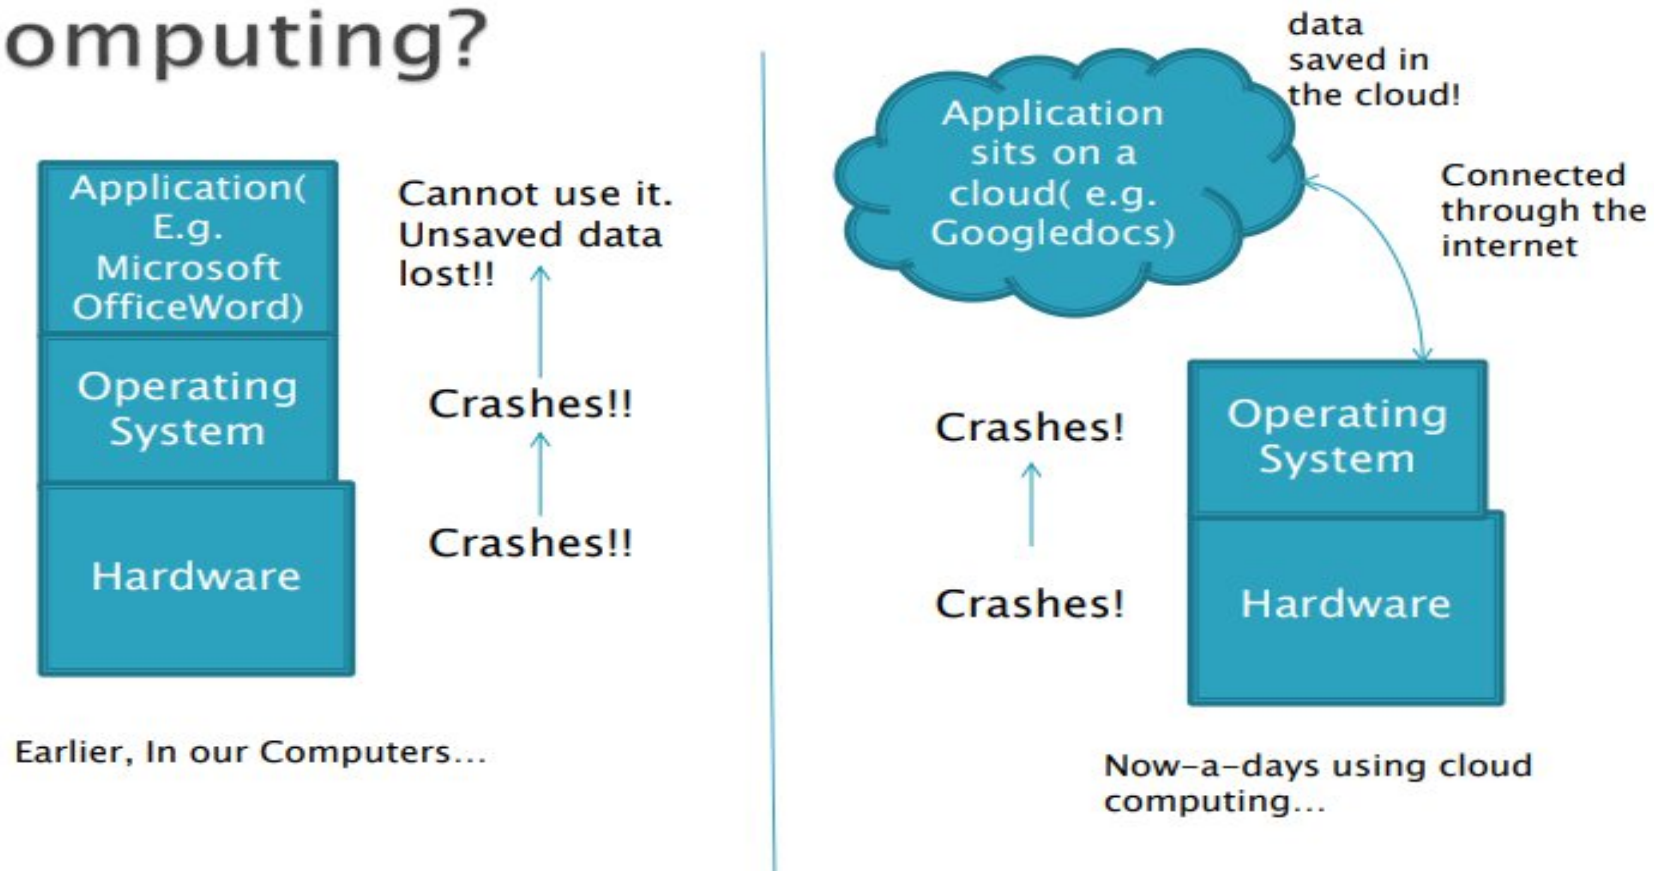 omputing?
Application(
E.g.
Microsoft
OfficeWord)
Operating
System
Hardware
Cannot use it.
Unsaved data
lost!!
Crashes!!
Crashes!!
Earlier, In our Computers...
data
saved in
the cloud!
Application
sits on a
cloud( e.g.
Googledocs)
Connected
through the
internet
Crashes!
Crashes!
Operating
System
Hardware
Now-a-days using cloud
computing...